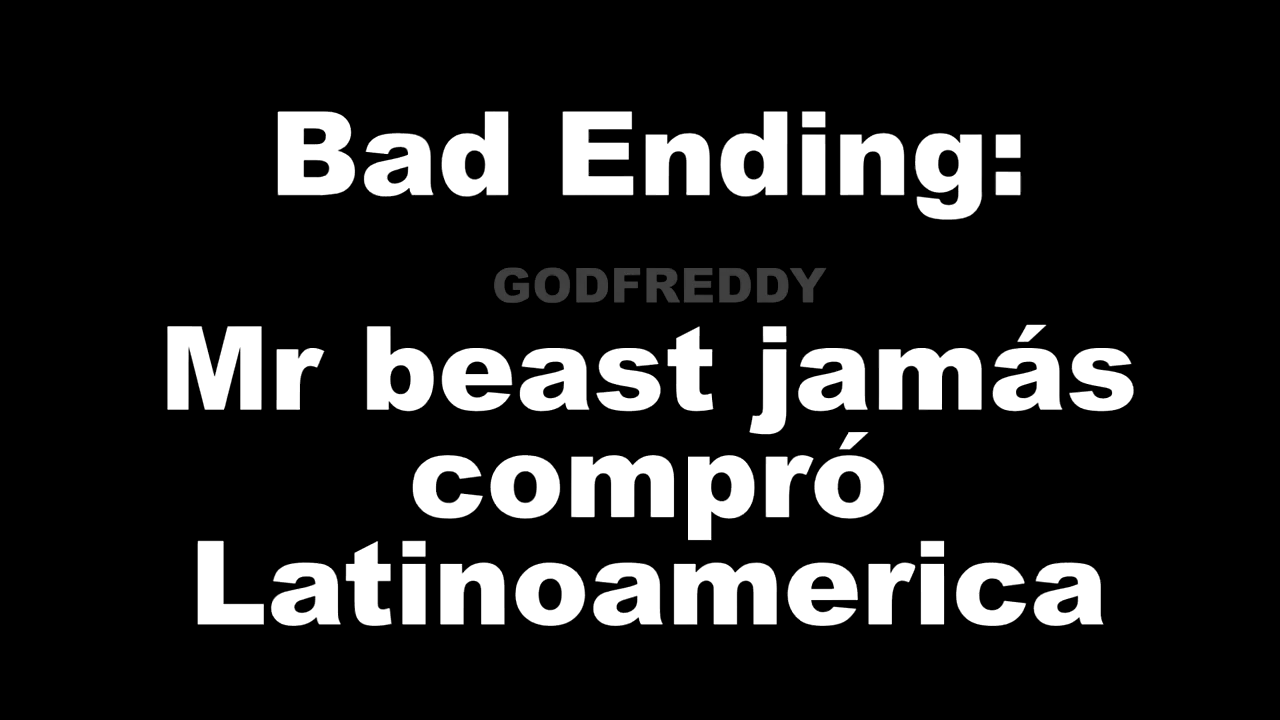 Bad Ending:
GODFREDDY
Mr beast jamás
compró
Latinoamerica